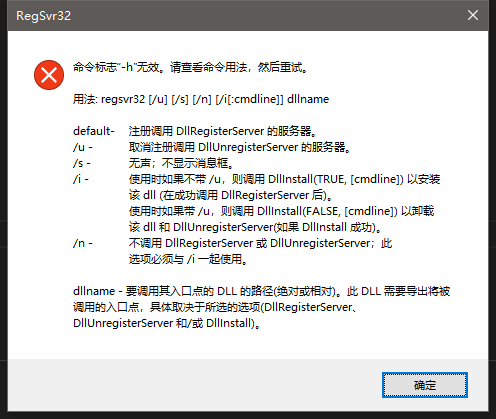 RegSvr32
命令标志"-h"无效。请查看命令用法，然后重试。
用法: regsvr32 [/u] [/s] [/n] [/i[:cmdline]] dllname
default- 注册调用 DllRegisterServer 的服务器。
/u - 取消注册调用 DllUnregisterServer 的服务器。
/s - 无声；不显示消息框。
/i - 使用时如果不带 /u，则调用 DllInstall(TRUE, [cmdline]) 以安装
该 dll (在成功调用 DllRegisterServer 后)。
使用时如果带 /u，则调用 DllInstall(FALSE, [cmdline]) 以卸载
该 dll 和 DllUnregisterServer(如果 DllInstall 成功)。
/n - 不调用 DllRegisterServer 或 DllUnregisterServer；此
选项必须与 /i 一起使用。
dllname - 要调用其入口点的 DLL 的路径(绝对或相对)。此 DLL 需要导出将被
调用的入口点，具体取决于所选的选项(DllRegisterServer、
DllUnregisterServer 和/或 DllInstall)。
确定